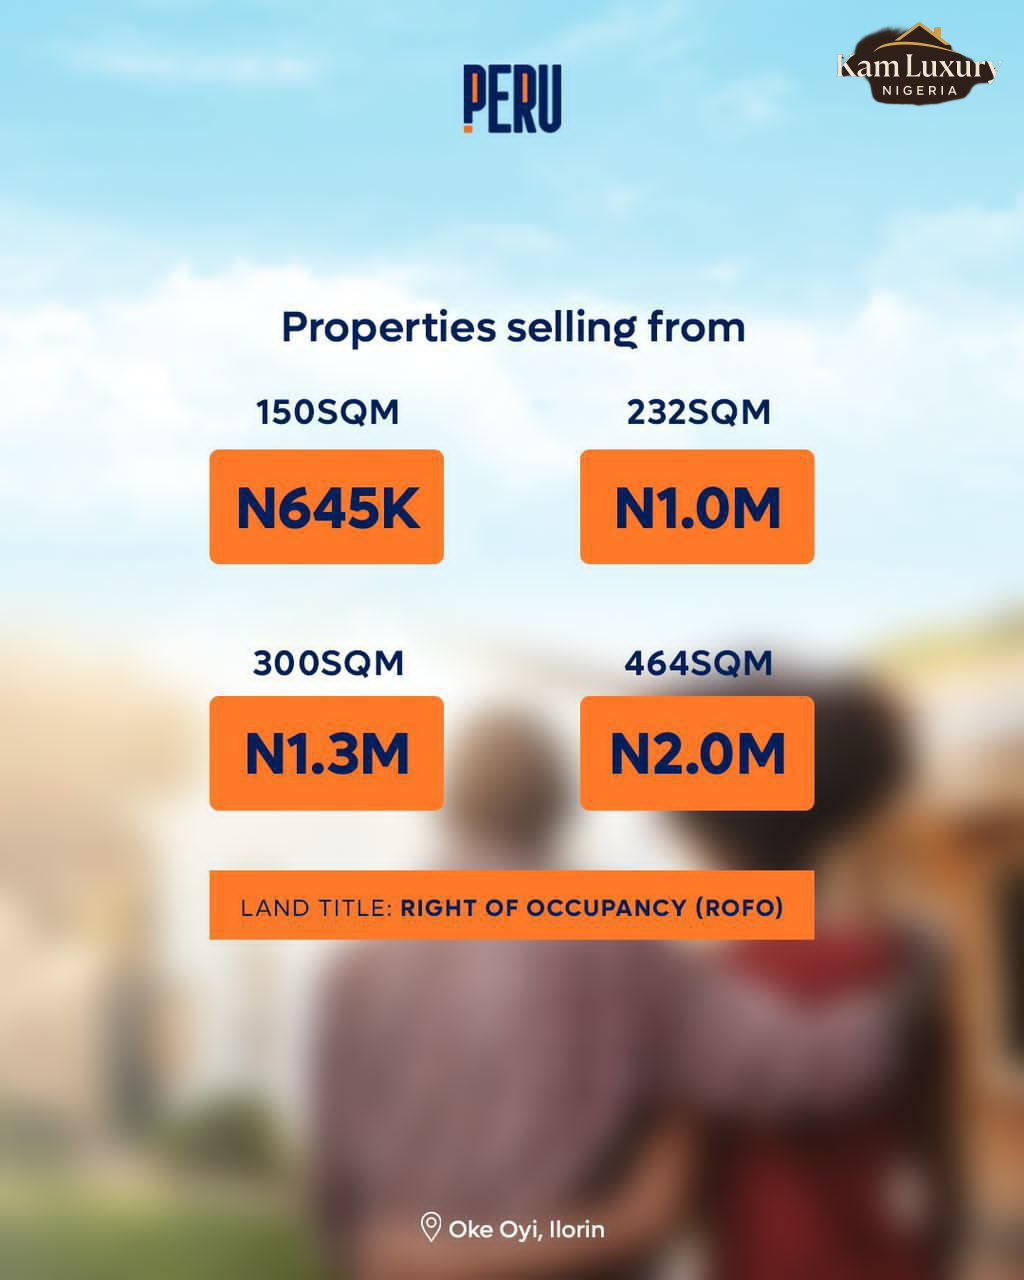 PERU
Kam Luxury
NIGERIA
Properties selling from
150SQM
N645K
232SQM
N1.0M
300SQM
N1.3M
464SQM
N2.0M
LAND TITLE: RIGHT OF OCCUPANCY (ROFO)
Oke Oyi, Ilorin